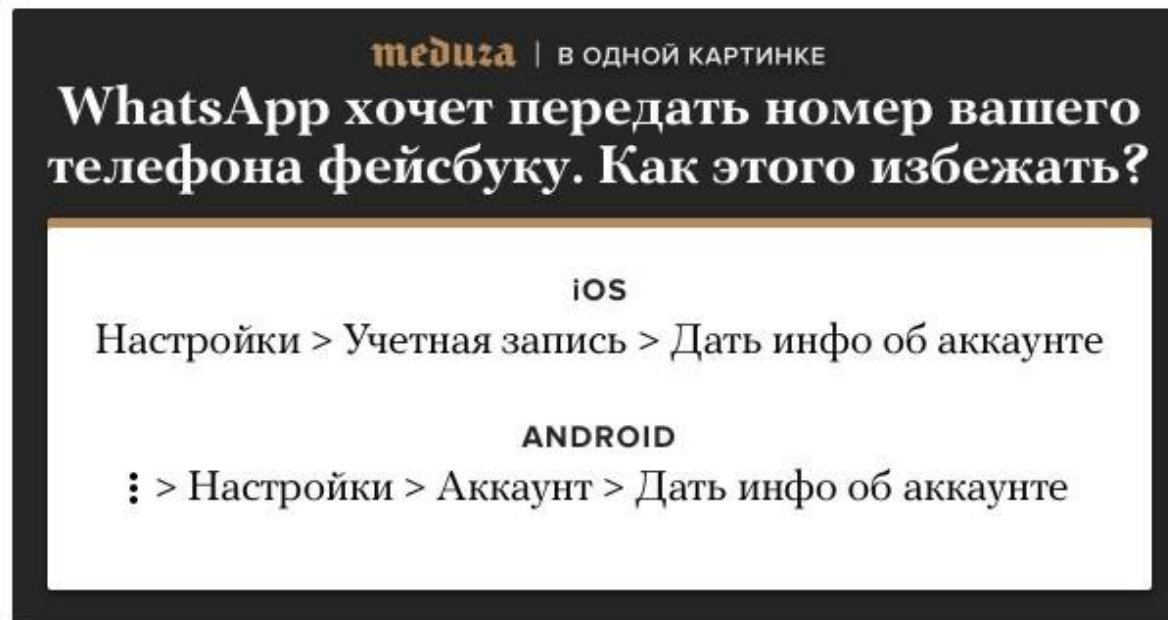 meduza | В ОДНОЙ КАРТИНКЕ
WhatsApp хочет передать номер вашего
телефона фейсбуку. Как этого избежать?
iOS
Настройки > Учетная запись > Дать инфо об аккаунте
ANDROID
⋮ > Настройки > Аккаунт > Дать инфо об аккаунте